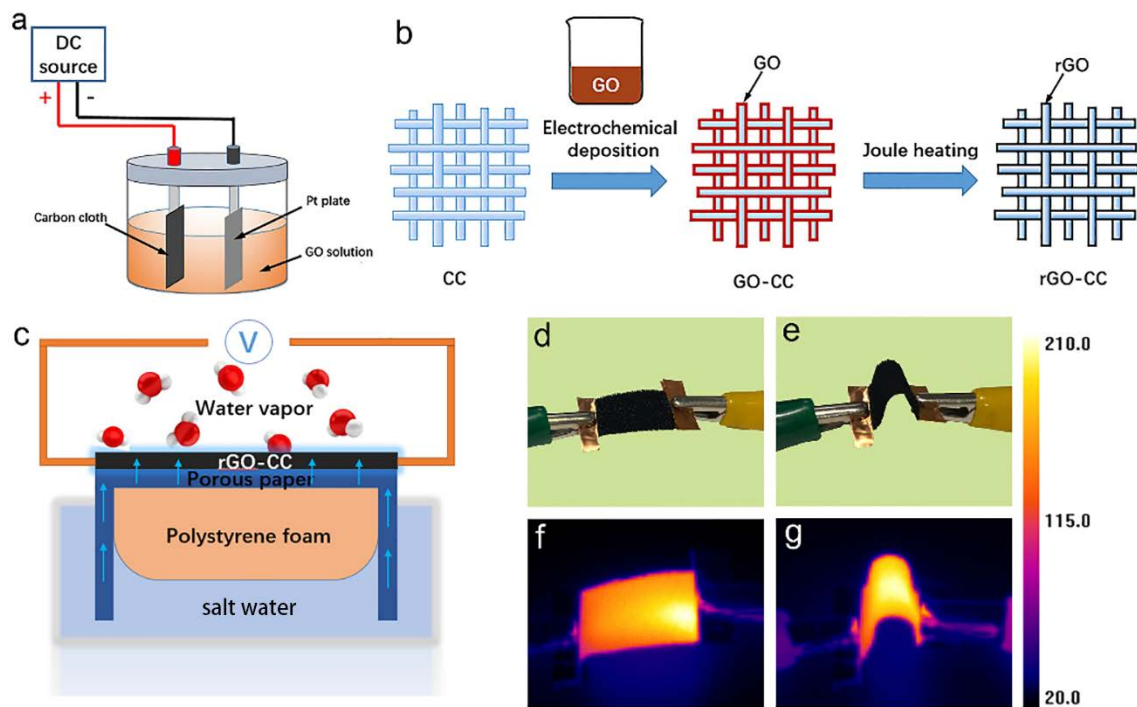 a
DC
source
+
-
Carbon cloth
Pt plate
GO solution
b
GO
GO
rGO
Electrochemical
deposition
Joule heating
CC
GO-CC
rGO-CC
c
V
Water vapor
rGO-CC
Porous paper
Polystyrene foam
salt water
d
e
f
g
210.0
115.0
20.0